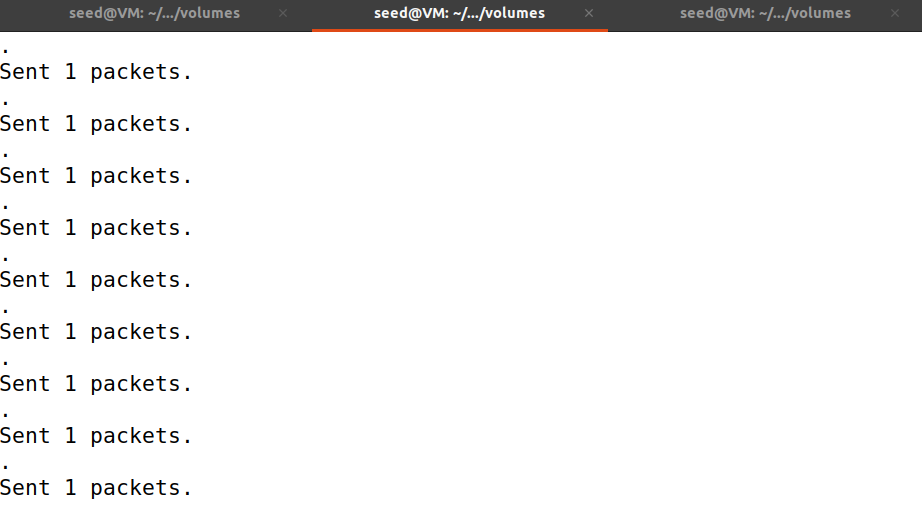 seed@VM: ~/.../volumes × seed@VM: ~/.../volumes × seed@VM: ~/.../volumes ×
.
Sent 1 packets.
.
Sent 1 packets.
.
Sent 1 packets.
.
Sent 1 packets.
.
Sent 1 packets.
.
Sent 1 packets.
.
Sent 1 packets.
.
Sent 1 packets.
.
Sent 1 packets.